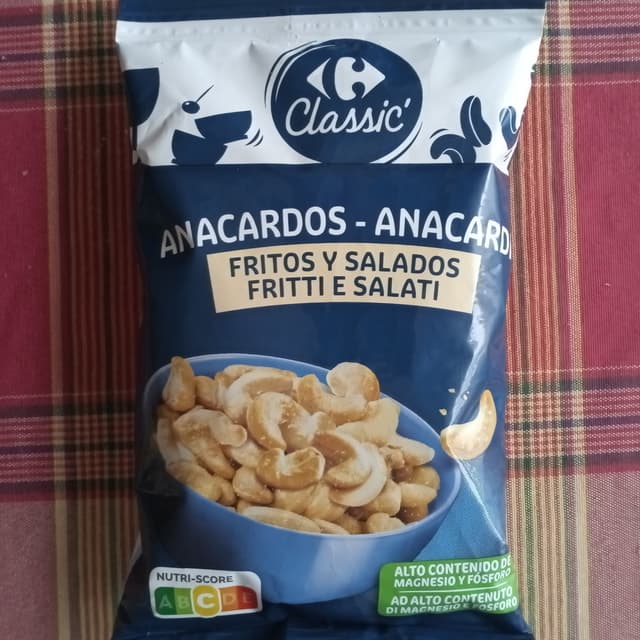 Classic'
ANACARDOS - ANACARDI
FRITOS Y SALADOS
FRITTI E SALATI
NUTRI-SCORE
A B C D E
ALTO CONTENIDO DE
MAGNESIO Y FÓSFORO
AD ALTO CONTENUTO
DI MAGNESIO E FOSFORO